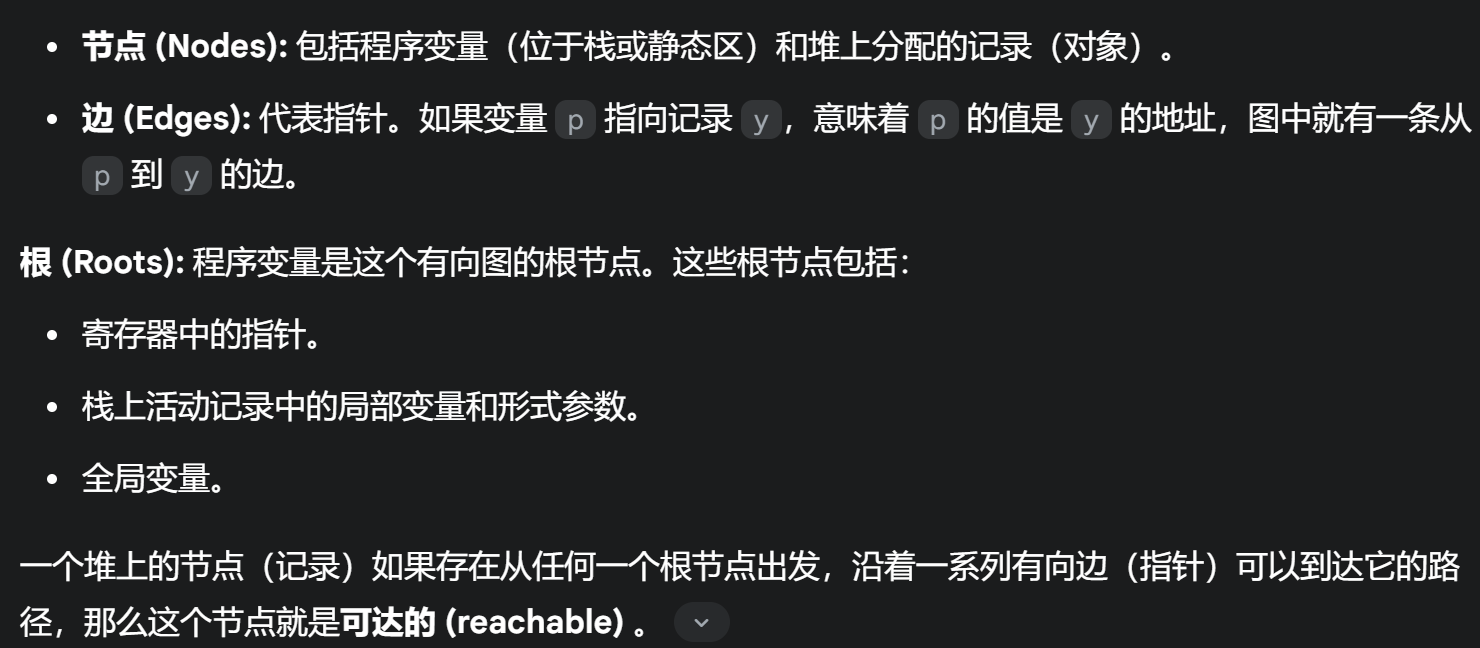 • 节点 (Nodes): 包括程序变量（位于栈或静态区）和堆上分配的记录（对象）。
• 边 (Edges): 代表指针。如果变量 p 指向记录 y，意味着 p 的值是 y 的地址，图中就有一条从
p 到 y 的边。
根 (Roots): 程序变量是这个有向图的根节点。这些根节点包括：
• 寄存器中的指针。
• 栈上活动记录中的局部变量和形式参数。
• 全局变量。
一个堆上的节点（记录）如果存在从任何一个根节点出发，沿着一系列有向边（指针）可以到达它的路
径，那么这个节点就是可达的 (reachable) 。